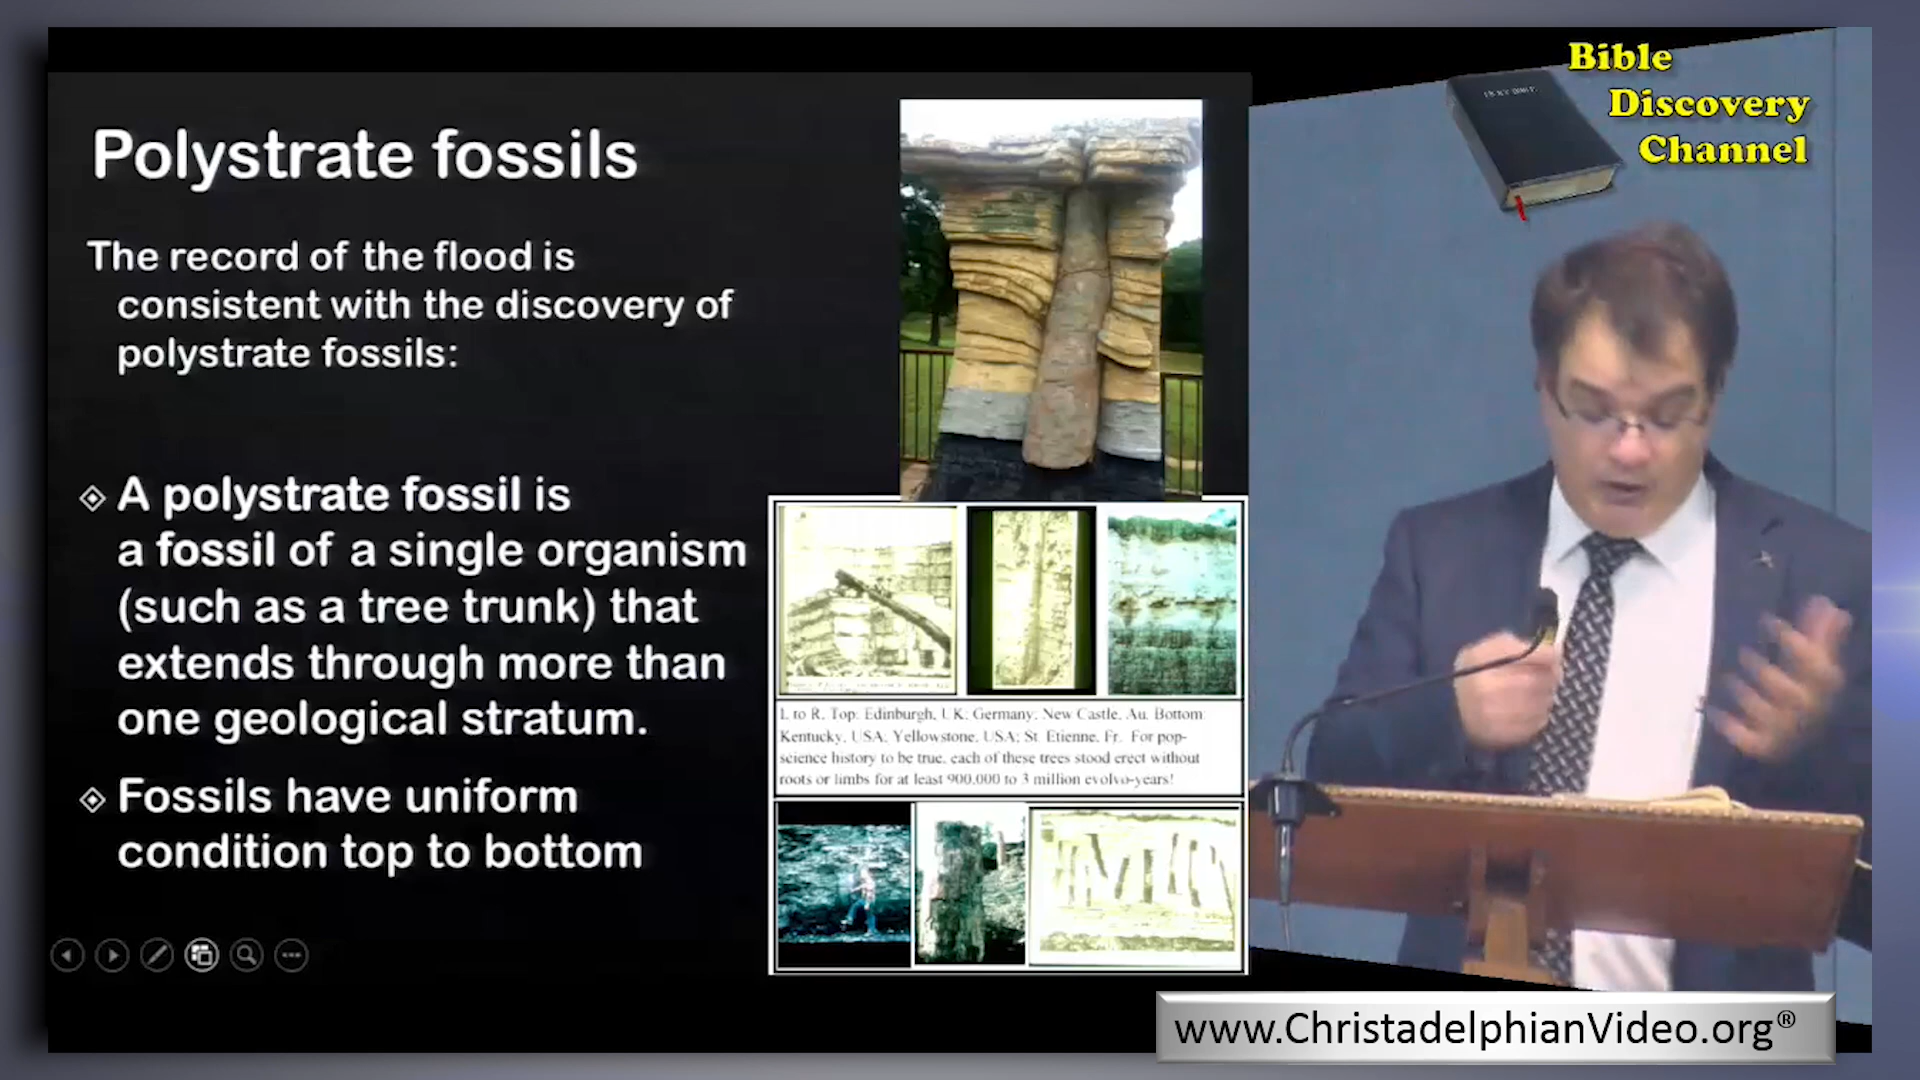 Polystrate fossils
The record of the flood is
consistent with the discovery of
polystrate fossils:
A polystrate fossil is
a fossil of a single organism
(such as a tree trunk) that
extends through more than
one geological stratum.
Fossils have uniform
condition top to bottom
L to R, Top: Edinburgh, UK; Germany; New Castle, Au. Bottom:
Kentucky, USA; Yellowstone, USA; St. Etienne, Fr. For pop-
science history to be true, each of these trees stood erect without
roots or limbs for at least 900,000 to 3 million evolvo-years!
Bible
Discovery
Channel
HOLY BIBLE
www.ChristadelphianVideo.org®